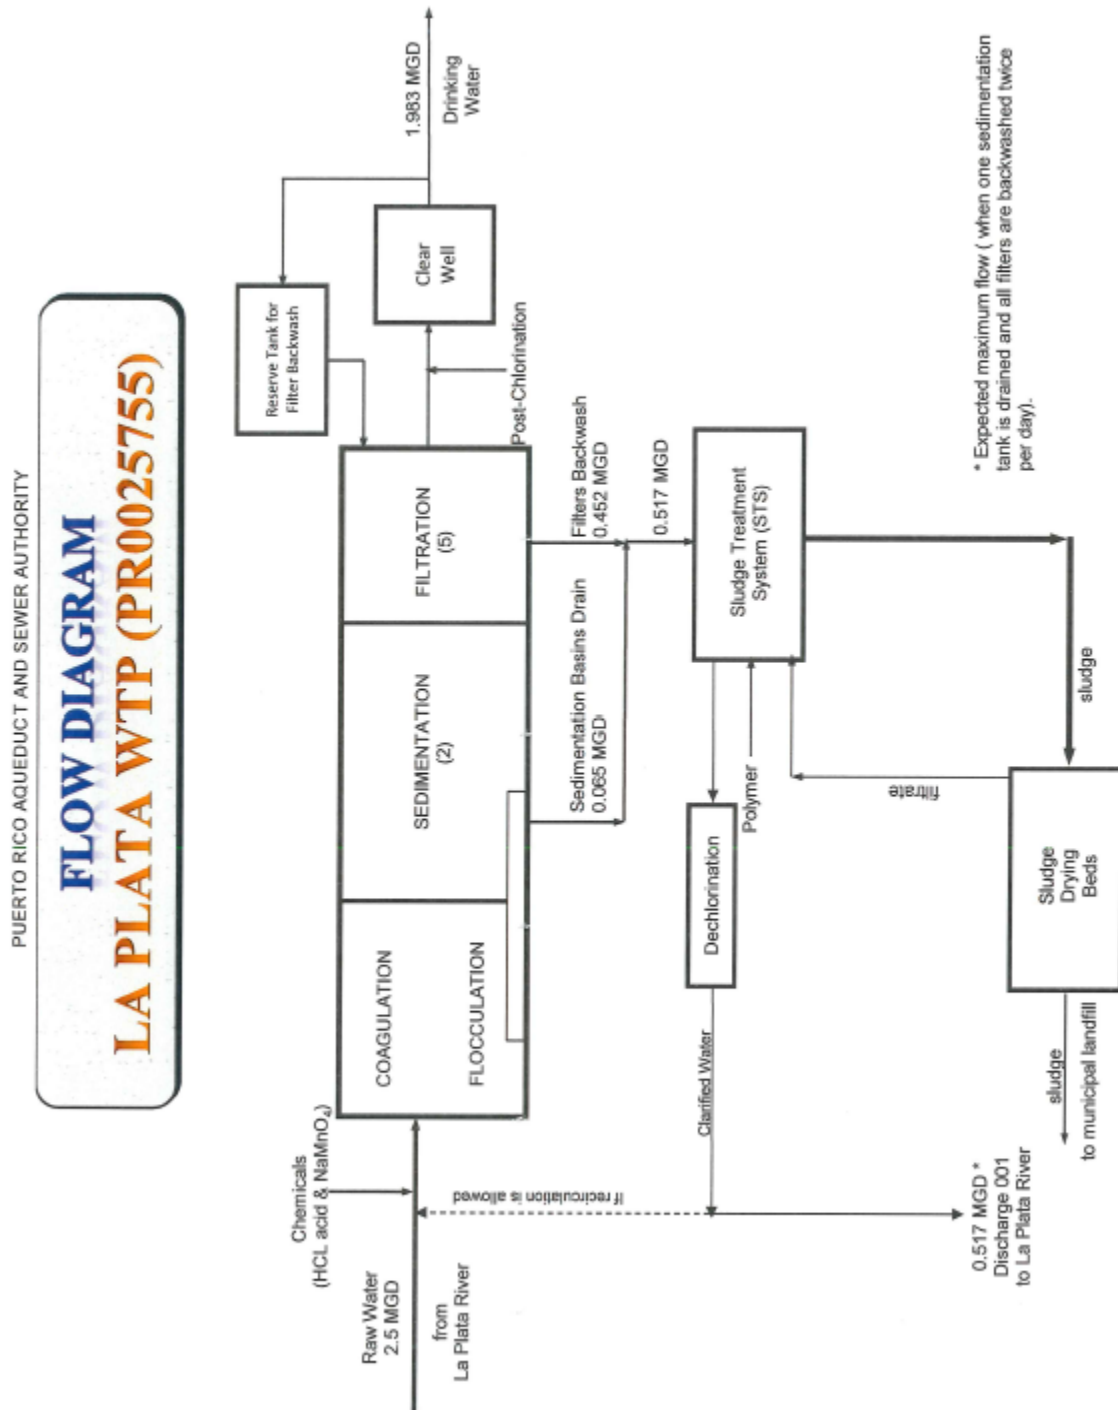 PUERTO RICO AQUEDUCT AND SEWER AUTHORITY
FLOW DIAGRAM
LA PLATA WTP (PR0025755)
Chemicals
(HCL acid & NaMnO₄)
Raw Water
2.5 MGD
from
La Plata River
COAGULATION
FLOCCULATION
SEDIMENTATION
(2)
FILTRATION
(5)
Reserve Tank for
Filter Backwash
Clear
Well
1.983 MGD
Drinking
Water
Post-Chlorination
Sedimentation Basins Drain
0.065 MGD
Filters Backwash
0.452 MGD
0.517 MGD
if recirculation is allowed
Clarified Water
Dechlorination
Polymer
Sludge Treatment
System (STS)
0.517 MGD *
Discharge 001
to La Plata River
filtrate
sludge
Sludge
Drying
Beds
sludge
to municipal landfill
* Expected maximum flow ( when one sedimentation
tank is drained and all filters are backwashed twice
per day).